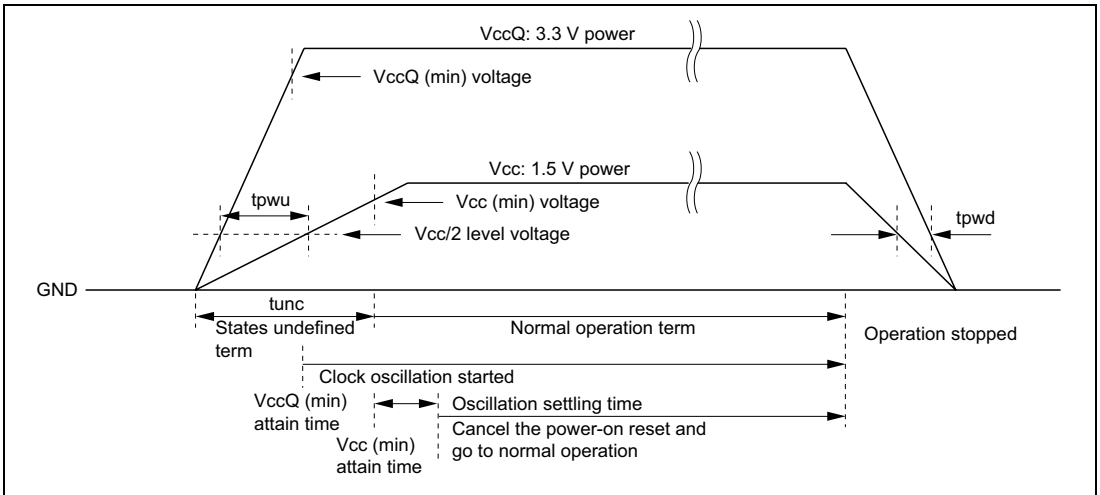 VccQ: 3.3 V power
VccQ (min) voltage
Vcc: 1.5 V power
tpwu
Vcc (min) voltage
Vcc/2 level voltage
tpwd
GND
tunc
States undefined
term
Normal operation term
Operation stopped
Clock oscillation started
VccQ (min)
attain time
Oscillation settling time
Vcc (min)
attain time
Cancel the power-on reset and
go to normal operation